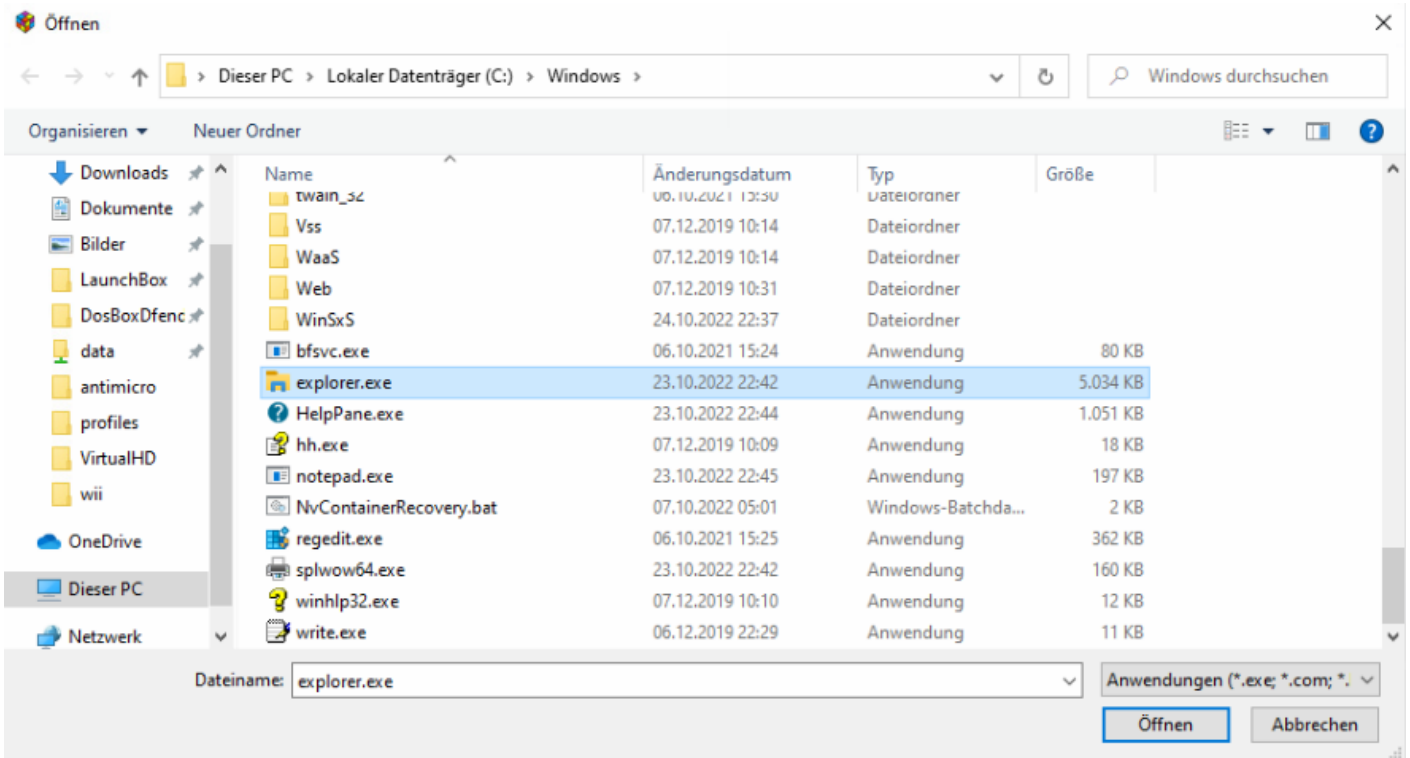 Öffnen
Dieser PC > Lokaler Datenträger (C:) > Windows >
Windows durchsuchen
Organisieren
Neuer Ordner
Downloads
Dokumente
Bilder
LaunchBox
DosBoxDfenc
data
antimicro
profiles
VirtualHD
wii
OneDrive
Dieser PC
Netzwerk
Name Änderungsdatum Typ Größe
twain_32 06.10.2021 15:30 Dateiordner
Vss 07.12.2019 10:14 Dateiordner
WaaS 07.12.2019 10:14 Dateiordner
Web 07.12.2019 10:31 Dateiordner
WinSxS 24.10.2022 22:37 Dateiordner
bfsvc.exe 06.10.2021 15:24 Anwendung 80 KB
explorer.exe 23.10.2022 22:42 Anwendung 5.034 KB
HelpPane.exe 23.10.2022 22:44 Anwendung 1.051 KB
hh.exe 07.12.2019 10:09 Anwendung 18 KB
notepad.exe 23.10.2022 22:45 Anwendung 197 KB
NvContainerRecovery.bat 07.10.2022 05:01 Windows-Batchda... 2 KB
regedit.exe 06.10.2021 15:25 Anwendung 362 KB
splwow64.exe 23.10.2022 22:42 Anwendung 160 KB
winhlp32.exe 07.12.2019 10:10 Anwendung 12 KB
write.exe 06.12.2019 22:29 Anwendung 11 KB
Dateiname: explorer.exe
Anwendungen (*.exe; *.com; *.
Öffnen
Abbrechen